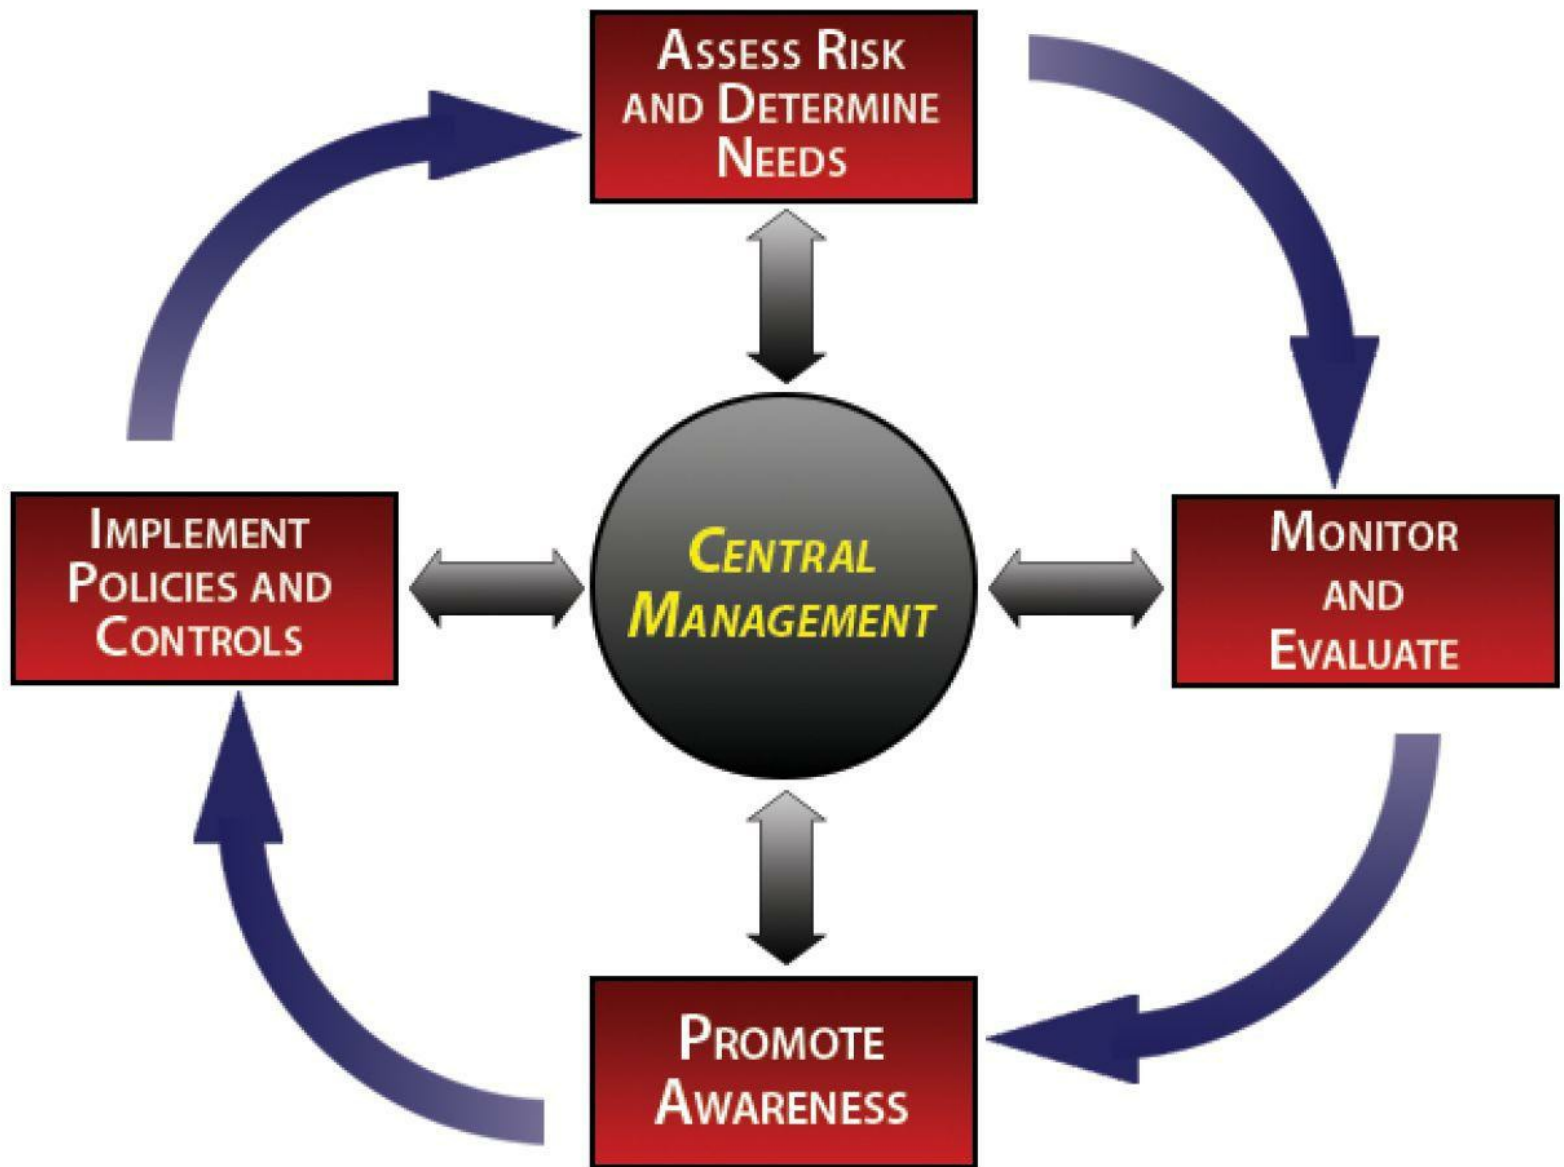 ASSESS RISK
AND DETERMINE
NEEDS
IMPLEMENT
POLICIES AND
CONTROLS
CENTRAL
MANAGEMENT
MONITOR
AND
EVALUATE
PROMOTE
AWARENESS